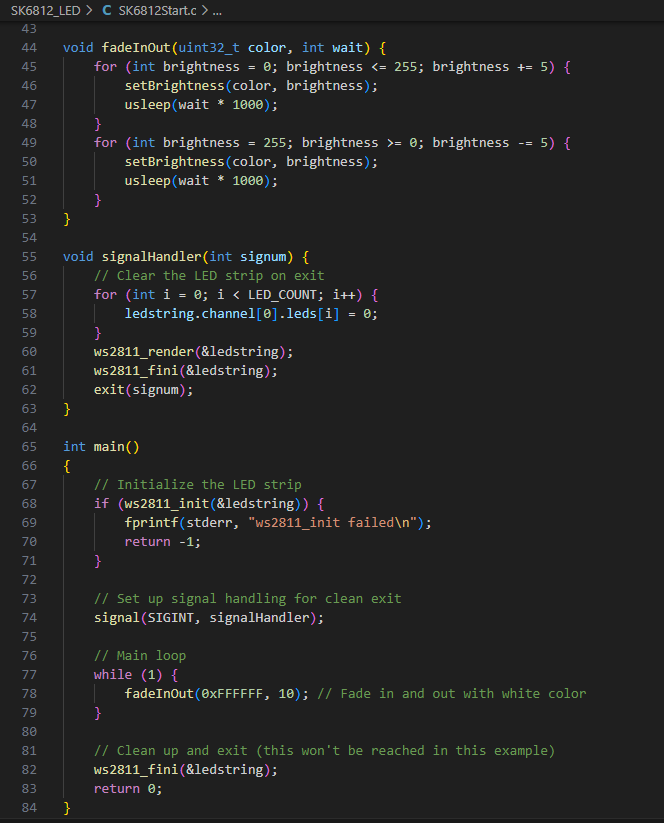 SK6812_LED > C SK6812Start.c > ...
43
44 void fadeInOut(uint32_t color, int wait) {
45     for (int brightness = 0; brightness <= 255; brightness += 5) {
46         setBrightness(color, brightness);
47         usleep(wait * 1000);
48     }
49     for (int brightness = 255; brightness >= 0; brightness -= 5) {
50         setBrightness(color, brightness);
51         usleep(wait * 1000);
52     }
53 }
54
55 void signalHandler(int signum) {
56     // Clear the LED strip on exit
57     for (int i = 0; i < LED_COUNT; i++) {
58         ledstring.channel[0].leds[i] = 0;
59     }
60     ws2811_render(&ledstring);
61     ws2811_fini(&ledstring);
62     exit(signum);
63 }
64
65 int main()
66 {
67     // Initialize the LED strip
68     if (ws2811_init(&ledstring)) {
69         fprintf(stderr, "ws2811_init failed\n");
70         return -1;
71     }
72
73     // Set up signal handling for clean exit
74     signal(SIGINT, signalHandler);
75
76     // Main loop
77     while (1) {
78         fadeInOut(0xFFFFFF, 10); // Fade in and out with white color
79     }
80
81     // Clean up and exit (this won't be reached in this example)
82     ws2811_fini(&ledstring);
83     return 0;
84 }